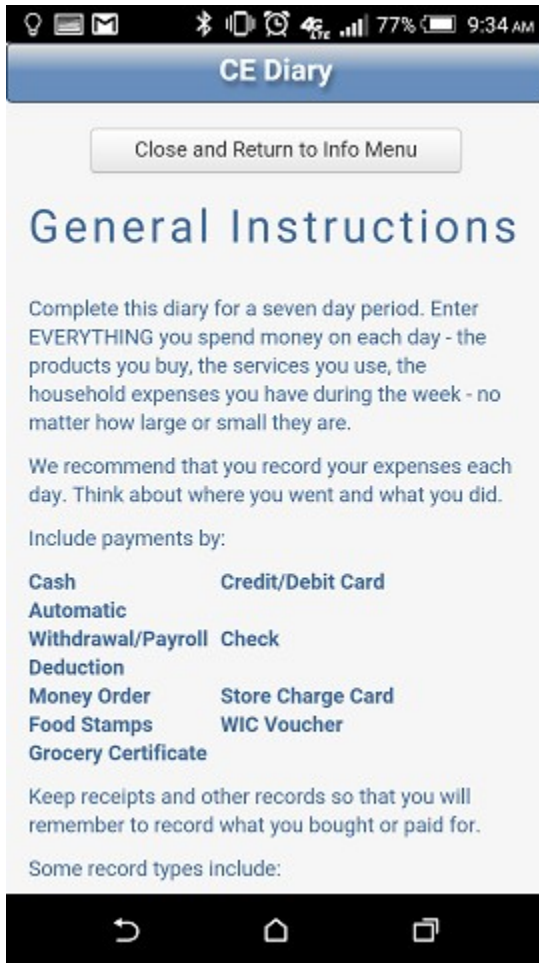 77% 9:34 AM
CE Diary
Close and Return to Info Menu
General Instructions
Complete this diary for a seven day period. Enter
EVERYTHING you spend money on each day - the
products you buy, the services you use, the
household expenses you have during the week - no
matter how large or small they are.
We recommend that you record your expenses each
day. Think about where you went and what you did.
Include payments by:
Cash Credit/Debit Card
Automatic
Withdrawal/Payroll Check
Deduction
Money Order Store Charge Card
Food Stamps WIC Voucher
Grocery Certificate
Keep receipts and other records so that you will
remember to record what you bought or paid for.
Some record types include: